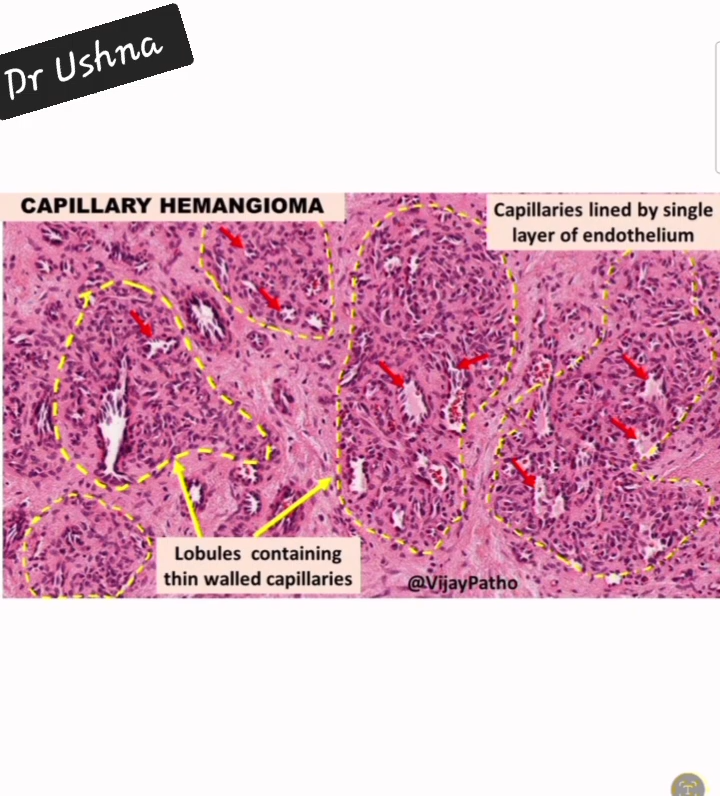 Dr Ushna
CAPILLARY HEMANGIOMA
Capillaries lined by single
layer of endothelium
Lobules containing
thin walled capillaries
@VijayPatho